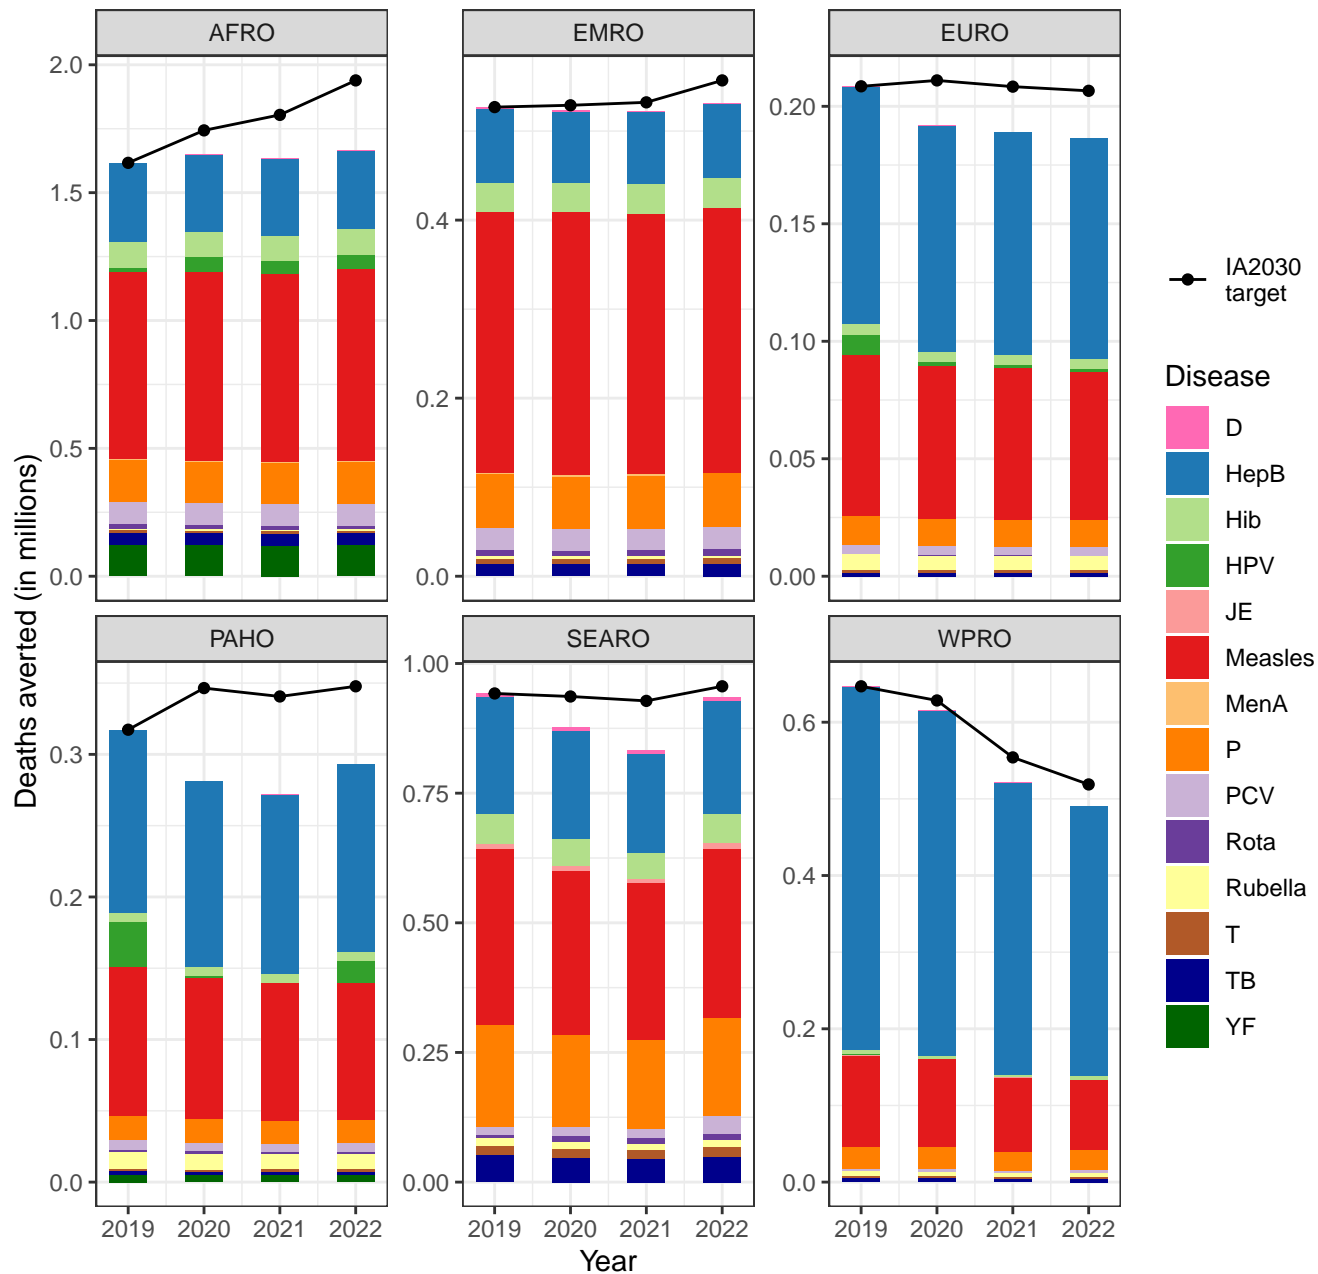 AFRO
EMRO
EURO
2.0
1.5
1.0
0.5
0.0
0.4
0.2
0.0
0.20
0.15
0.10
0.05
0.00
PAHO
SEARO
WPRO
0.3
0.2
0.1
0.0
1.00
0.75
0.50
0.25
0.00
0.6
0.4
0.2
0.0
2019 2020 2021 2022
2019 2020 2021 2022
2019 2020 2021 2022
Year
Deaths averted (in millions)
IA2030
target
Disease
D
HepB
Hib
HPV
JE
Measles
MenA
P
PCV
Rota
Rubella
T
TB
YF